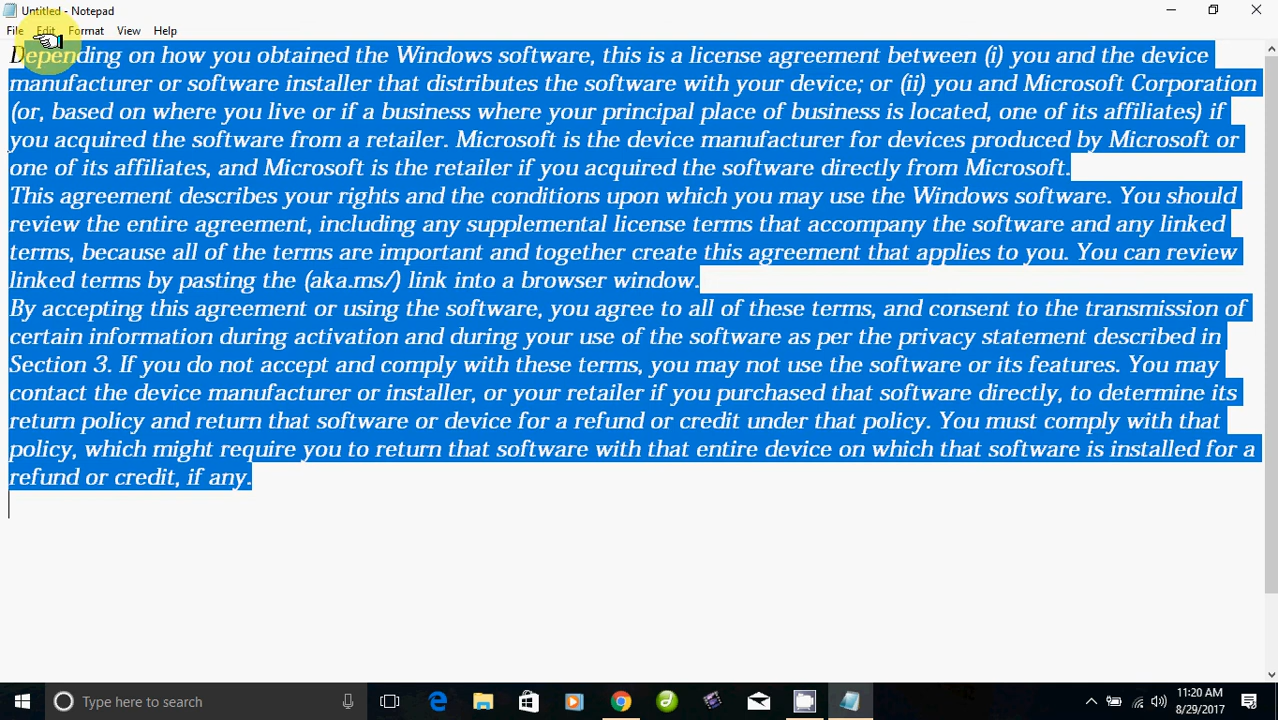 Untitled - Notepad
File Edit Format View Help
Depending on how you obtained the Windows software, this is a license agreement between (i) you and the device
manufacturer or software installer that distributes the software with your device; or (ii) you and Microsoft Corporation
(or, based on where you live or if a business where your principal place of business is located, one of its affiliates) if
you acquired the software from a retailer. Microsoft is the device manufacturer for devices produced by Microsoft or
one of its affiliates, and Microsoft is the retailer if you acquired the software directly from Microsoft.
This agreement describes your rights and the conditions upon which you may use the Windows software. You should
review the entire agreement, including any supplemental license terms that accompany the software and any linked
terms, because all of the terms are important and together create this agreement that applies to you. You can review
linked terms by pasting the (aka.ms/) link into a browser window.
By accepting this agreement or using the software, you agree to all of these terms, and consent to the transmission of
certain information during activation and during your use of the software as per the privacy statement described in
Section 3. If you do not accept and comply with these terms, you may not use the software or its features. You may
contact the device manufacturer or installer, or your retailer if you purchased that software directly, to determine its
return policy and return that software or device for a refund or credit under that policy. You must comply with that
policy, which might require you to return that software with that entire device on which that software is installed for a
refund or credit, if any.
Type here to search
11:20 AM
8/29/2017